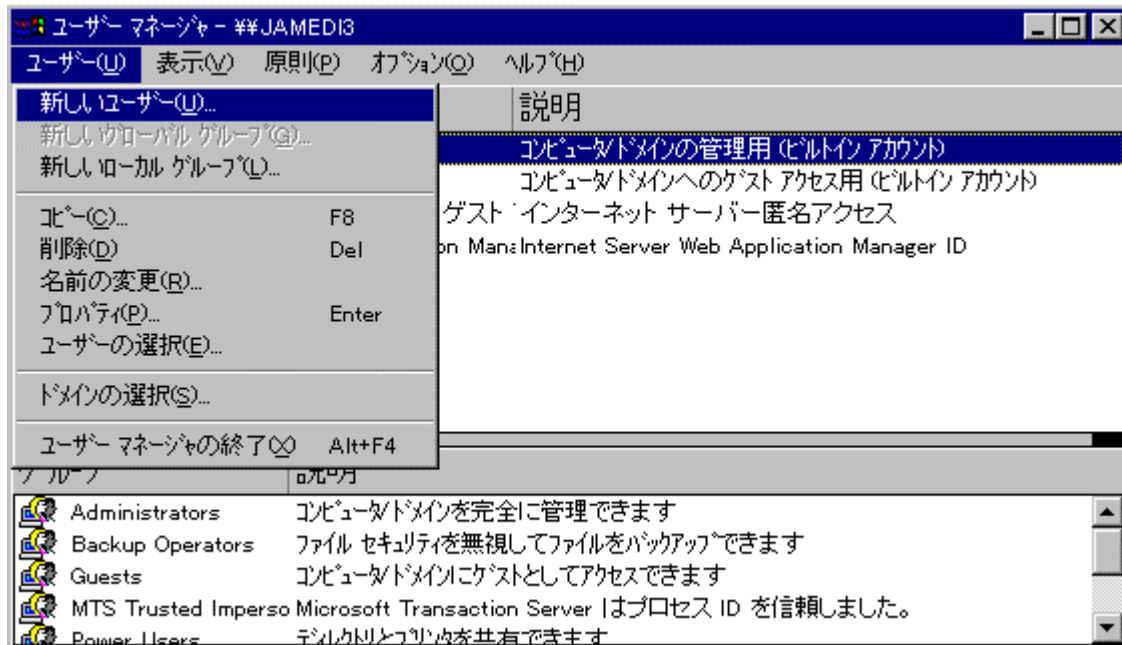 ユーザー マネージャ - ¥¥JAMEDI3
ユーザー(U) 表示(V) 原則(P) オプション(O) ヘルプ(H)
新しいユーザー(U)...
新しいグローバル グループ(G)...
新しいローカル グループ(L)...
コピー(C)... F8
削除(D) Del
名前の変更(R)...
プロパティ(P)... Enter
ユーザーの選択(E)...
ドメインの選択(S)...
ユーザー マネージャの終了(X) Alt+F4
説明
コンピュータ/ドメインの管理用 (ビルトイン アカウント)
コンピュータ/ドメインへのゲスト アクセス用 (ビルトイン アカウント)
ゲスト インターネット サーバー匿名アクセス
on Mana Internet Server Web Application Manager ID
グループ 説明
Administrators コンピュータ/ドメインを完全に管理できます
Backup Operators ファイル セキュリティを無視してファイルをバックアップできます
Guests コンピュータ/ドメインにゲストとしてアクセスできます
MTS Trusted Imperso Microsoft Transaction Server はプロセス ID を信頼しました。
Power Users ディレクトリとプリンタを共有できます